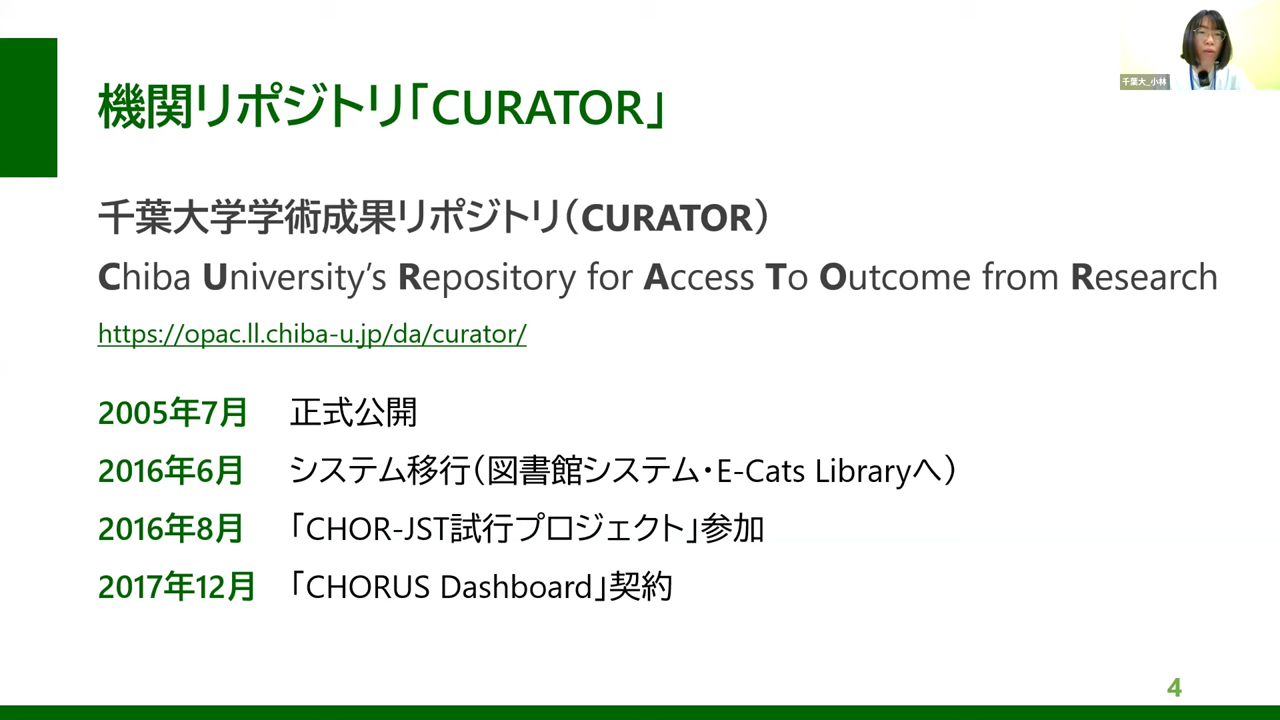 機関リポジトリ「CURATOR」
千葉大_小林
千葉大学学術成果リポジトリ（CURATOR）
Chiba University’s Repository for Access To Outcome from Research
https://opac.ll.chiba-u.jp/da/curator/
2005年7月 正式公開
2016年6月 システム移行（図書館システム・E-Cats Libraryへ）
2016年8月 「CHOR-JST試行プロジェクト」参加
2017年12月 「CHORUS Dashboard」契約
4